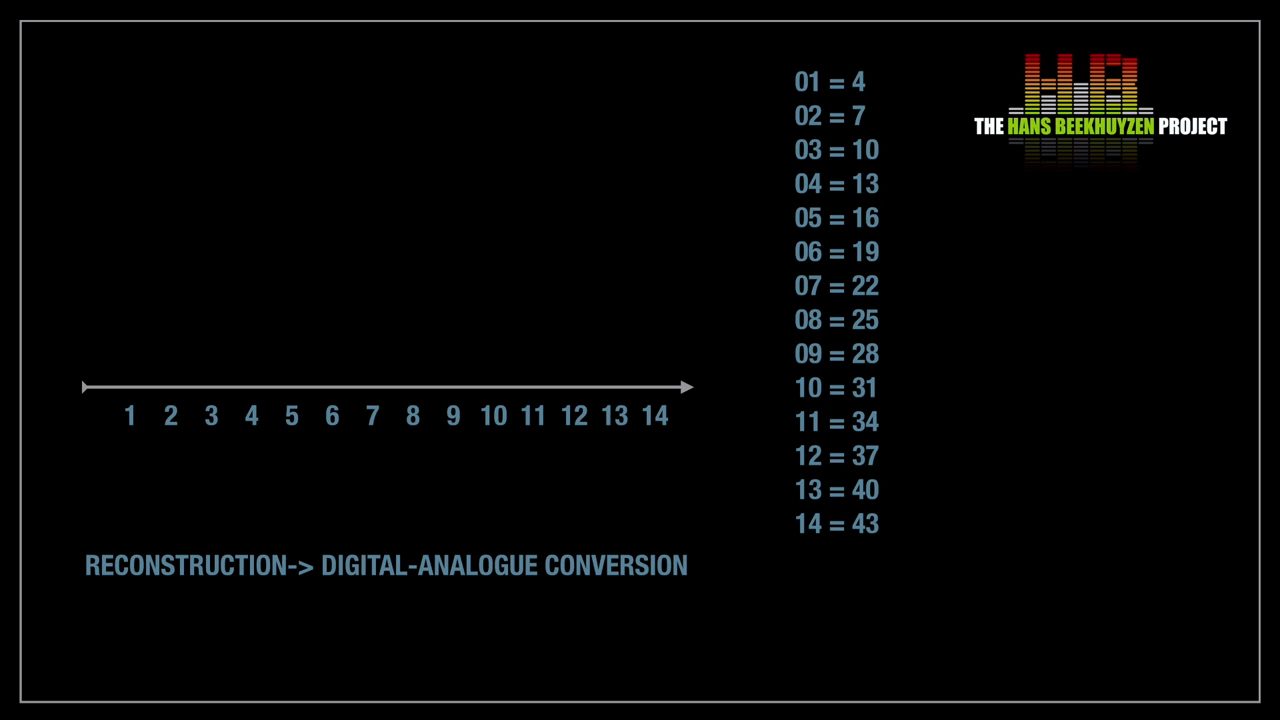 01 = 4
02 = 7
03 = 10
04 = 13
05 = 16
06 = 19
07 = 22
08 = 25
09 = 28
10 = 31
11 = 34
12 = 37
13 = 40
14 = 43
THE HANS BEEKHUYZEN PROJECT
1 2 3 4 5 6 7 8 9 10 11 12 13 14
RECONSTRUCTION-> DIGITAL-ANALOGUE CONVERSION